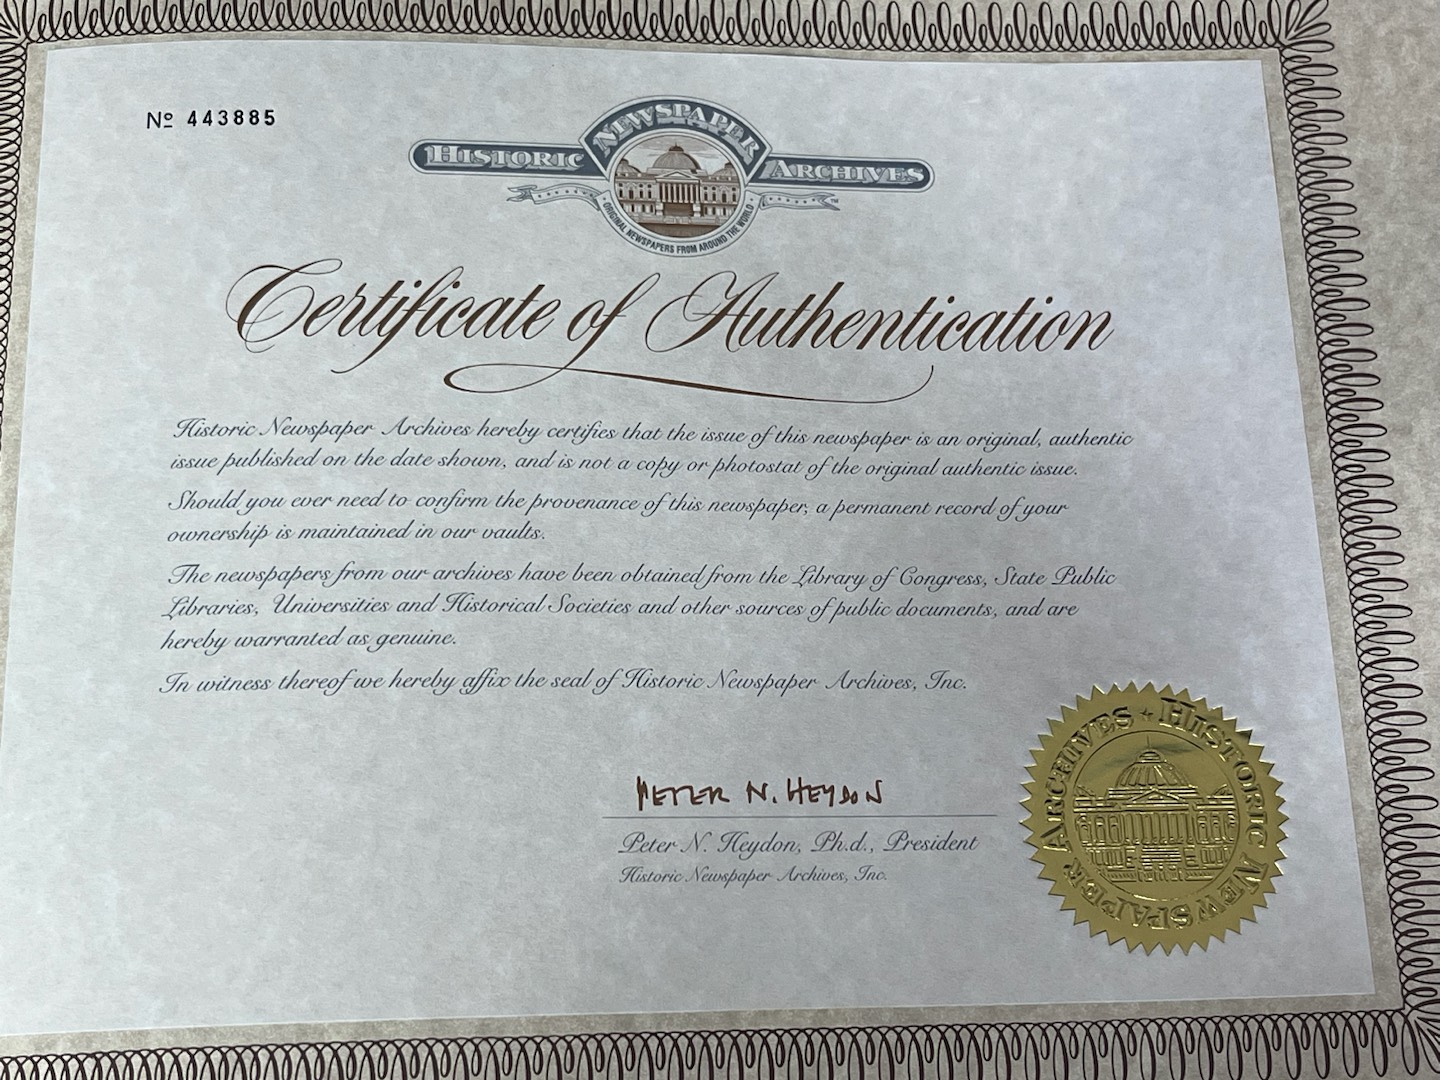 Nº 443885
HISTORIC NEWSPAPER ARCHIVES
ORIGINAL NEWSPAPERS FROM AROUND THE WORLD
TM
Certificate of Authentication
Historic Newspaper Archives hereby certifies that the issue of this newspaper is an original, authentic
issue published on the date shown, and is not a copy or photostat of the original authentic issue.
Should you ever need to confirm the provenance of this newspaper, a permanent record of your
ownership is maintained in our vaults.
The newspapers from our archives have been obtained from the Library of Congress, State Public
Libraries, Universities and Historical Societies and other sources of public documents, and are
hereby warranted as genuine.
In witness thereof we hereby affix the seal of Historic Newspaper Archives, Inc.
PETER N. HEYDON
Peter N. Heydon, Ph.d., President
Historic Newspaper Archives, Inc.
HISTORIC NEWSPAPER ARCHIVES